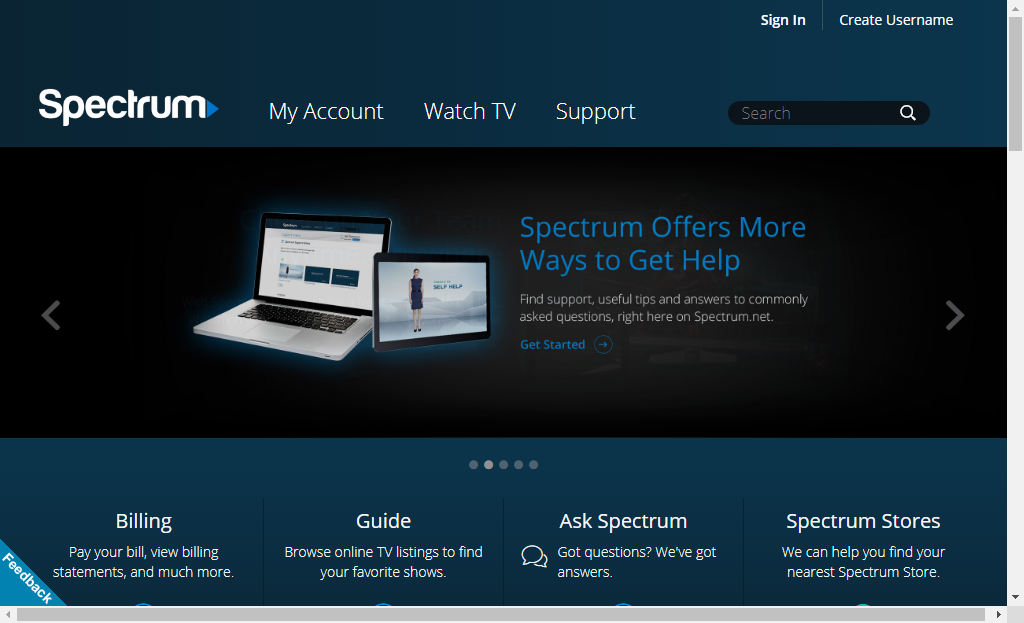 Sign In
Create Username
Spectrum
My Account
Watch TV
Support
Search
Spectrum Offers More
Ways to Get Help
Find support, useful tips and answers to commonly
asked questions, right here on Spectrum.net.
Get Started
SELF HELP
Billing
Pay your bill, view billing
statements, and much more.
Guide
Browse online TV listings to find
your favorite shows.
Ask Spectrum
Got questions? We've got
answers.
Spectrum Stores
We can help you find your
nearest Spectrum Store.
Feedback